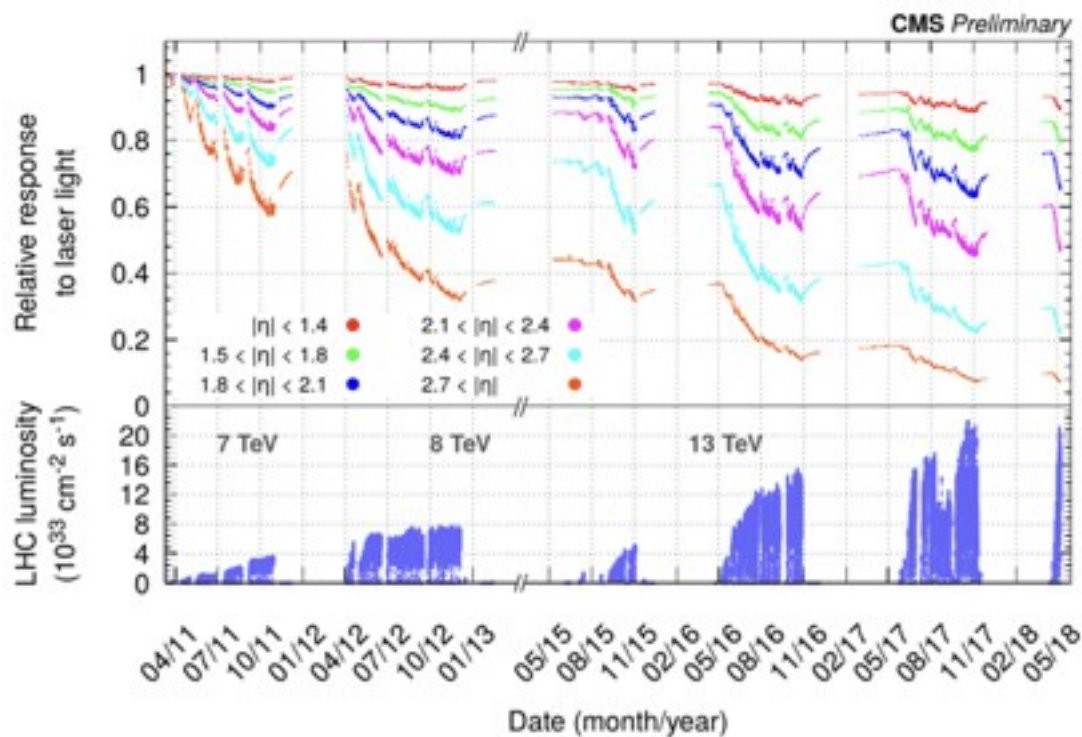 CMS Preliminary
//
Relative response
to laser light
1
0.8
0.6
0.4
0.2
0
|η| < 1.4
1.5 < |η| < 1.8
1.8 < |η| < 2.1
2.1 < |η| < 2.4
2.4 < |η| < 2.7
2.7 < |η|
//
LHC luminosity
(10³³ cm⁻² s⁻¹)
20
16
12
8
4
0
7 TeV
8 TeV
13 TeV
//
04/11
07/11
10/11
01/12
04/12
07/12
10/12
01/13
05/15
08/15
11/15
02/16
05/16
08/16
11/16
02/17
05/17
08/17
11/17
02/18
05/18
Date (month/year)